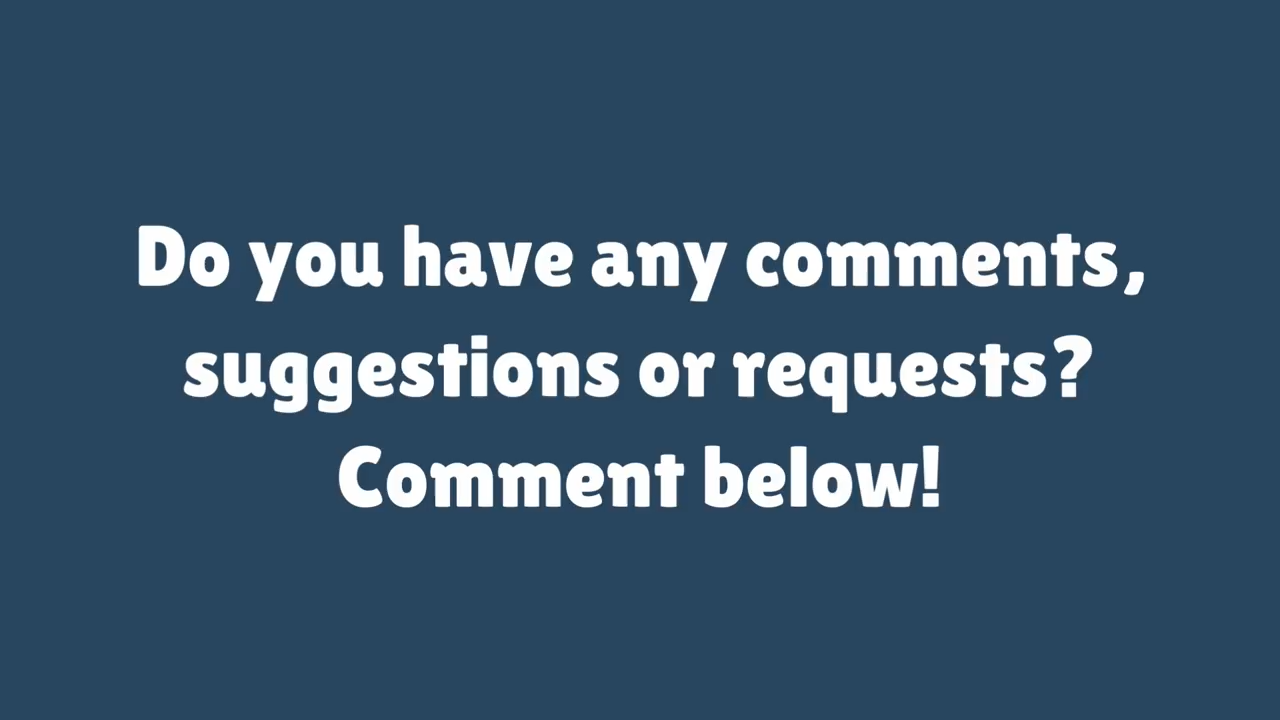 Do you have any comments,
suggestions or requests?
Comment below!